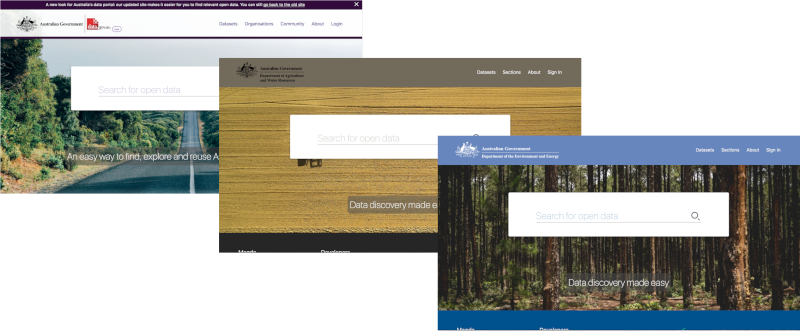 A new look for Australia's data portal: our updated site makes it easier for you to find relevant open data. You can still go back to the old site
Australian Government
Datasets Organisations Community About Login
Search for open data
An easy way to find, explore and reuse A
Australian Government
Department of Agriculture
and Water Resources
Datasets Sections About Sign In
Search for open data
Data discovery made ea
Developers
Australian Government
Department of the Environment and Energy
Datasets Sections About Sign In
Search for open data
Data discovery made easy